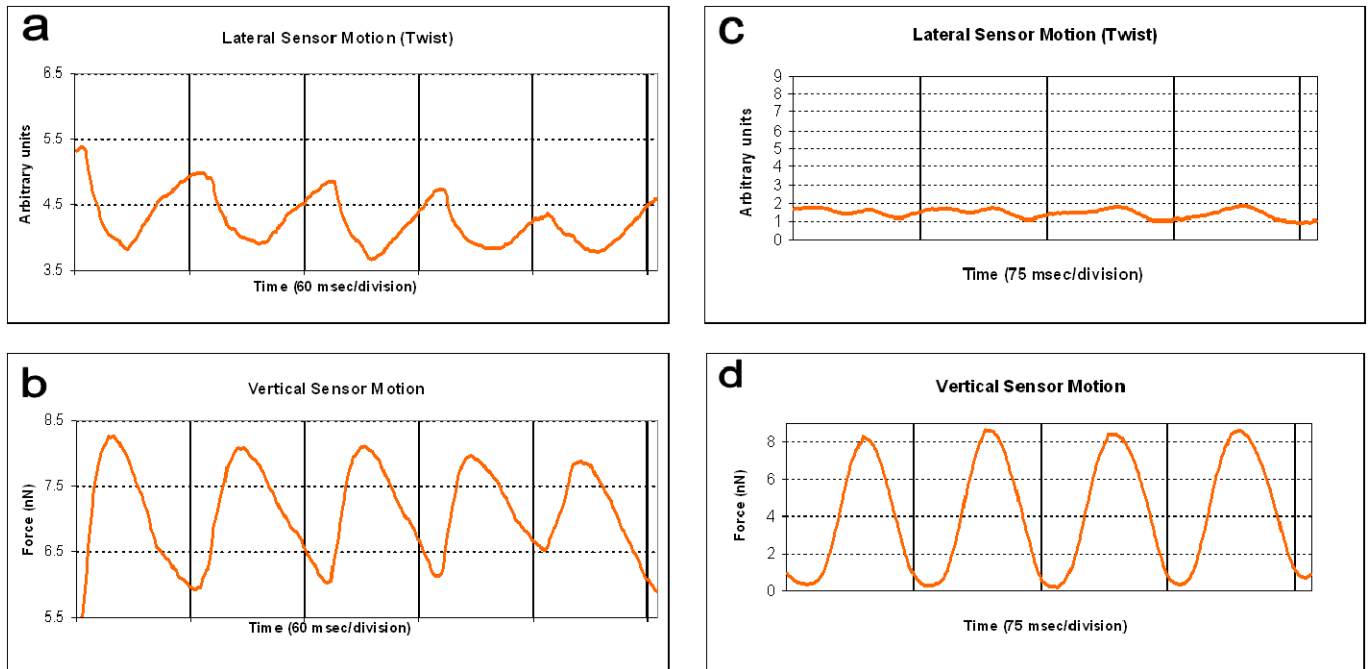 a
Lateral Sensor Motion (Twist)
Arbitrary units
6.5
5.5
4.5
3.5
Time (60 msec/division)
c
Lateral Sensor Motion (Twist)
Arbitrary units
9
8
7
6
5
4
3
2
1
0
Time (75 msec/division)
b
Vertical Sensor Motion
Force (nN)
8.5
7.5
6.5
5.5
Time (60 msec/division)
d
Vertical Sensor Motion
Force (nN)
8
6
4
2
0
Time (75 msec/division)